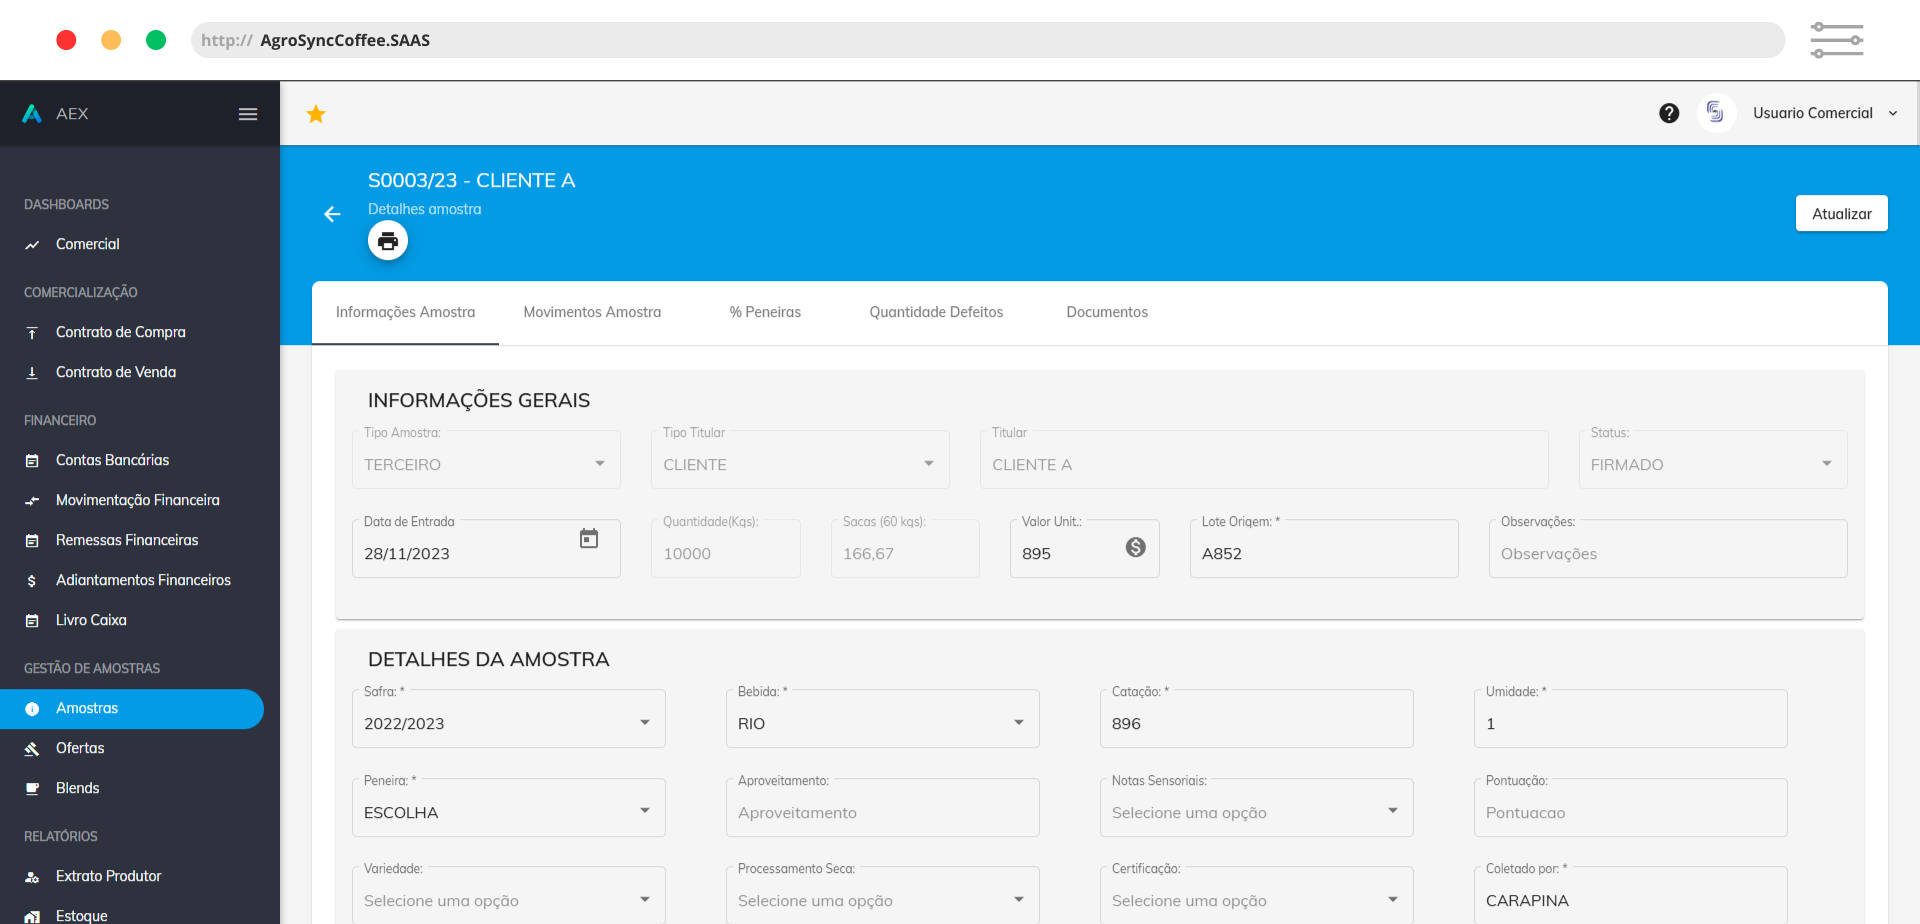 http:// AgroSyncCoffee.SAAS
AEX
Usuario Comercial
S0003/23 - CLIENTE A
Detalhes amostra
Atualizar
DASHBOARDS
Comercial
COMERCIALIZAÇÃO
Contrato de Compra
Contrato de Venda
FINANCEIRO
Contas Bancárias
Movimentação Financeira
Remessas Financeiras
Adiantamentos Financeiros
Livro Caixa
GESTÃO DE AMOSTRAS
Amostras
Ofertas
Blends
RELATÓRIOS
Extrato Produtor
Estoque
Informações Amostra Movimentos Amostra % Peneiras Quantidade Defeitos Documentos
INFORMAÇÕES GERAIS
Tipo Amostra: Tipo Titular Titular Status:
TERCEIRO CLIENTE CLIENTE A FIRMADO
Data de Entrada Quantidade(Kgs): Sacas (60 kgs): Valor Unit.: Lote Origem: * Observações:
28/11/2023 10000 166,67 895 A852 Observações
DETALHES DA AMOSTRA
Safra: * Bebida: * Catação: * Umidade: *
2022/2023 RIO 896 1
Peneira: * Aproveitamento: Notas Sensoriais: Pontuação:
ESCOLHA Aproveitamento Selecione uma opção Pontuacao
Variedade: Processamento Seca: Certificação: Coletado por: *
Selecione uma opção Selecione uma opção Selecione uma opção CARAPINA